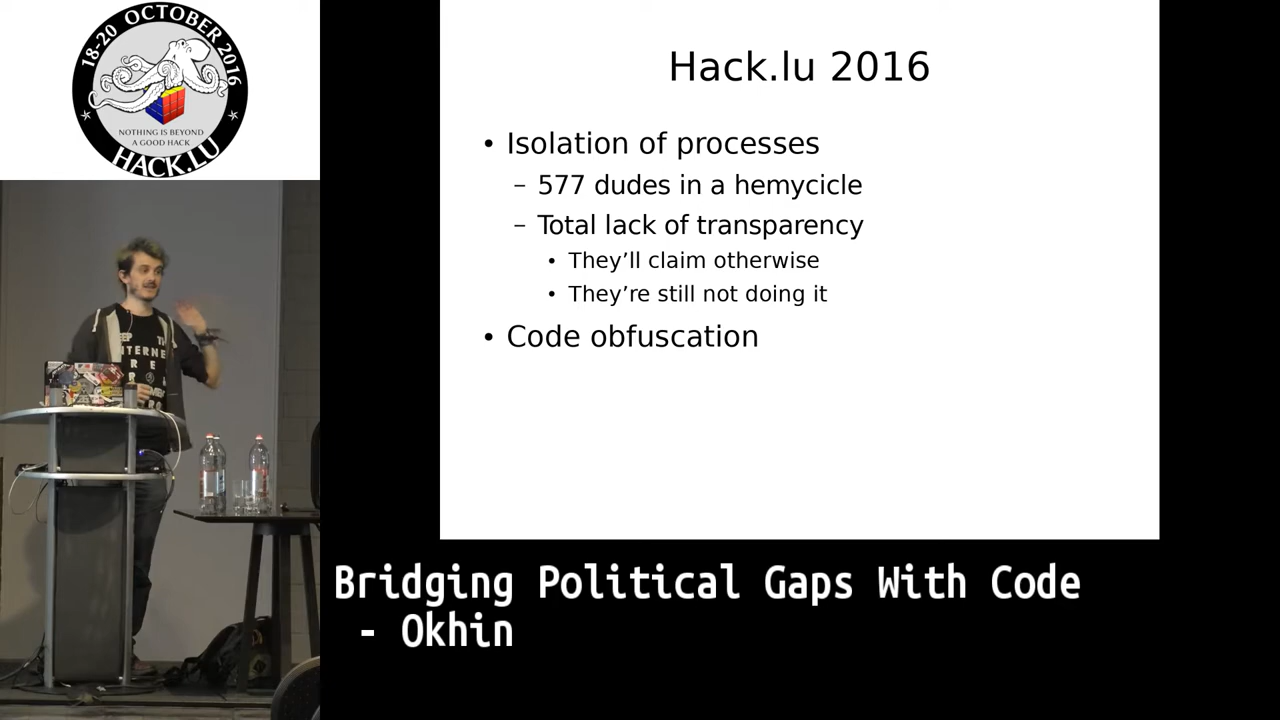 18-20 OCTOBER 2016
NOTHING IS BEYOND
A GOOD HACK
HACK.LU
Hack.lu 2016
• Isolation of processes
– 577 dudes in a hemycicle
– Total lack of transparency
• They’ll claim otherwise
• They’re still not doing it
• Code obfuscation
Bridging Political Gaps With Code
- Okhin